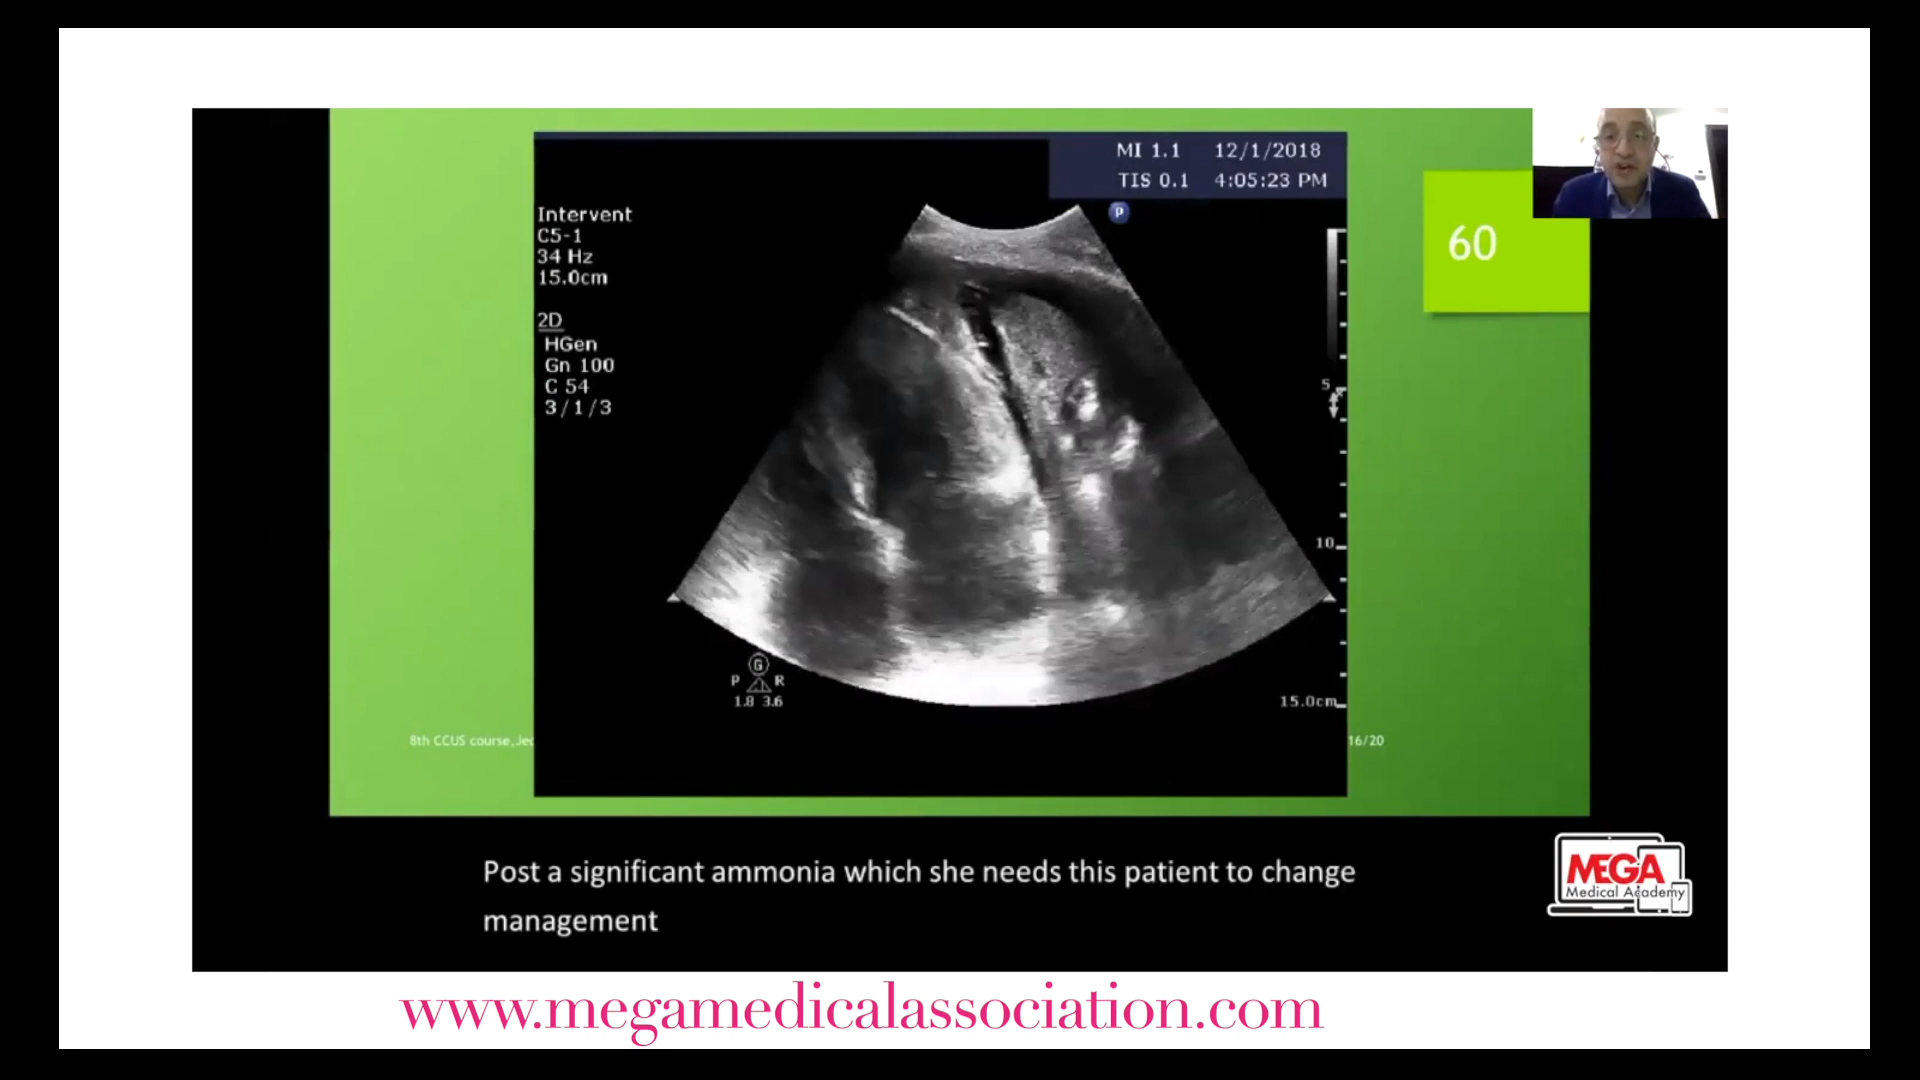 MI 1.1 12/1/2018
TIS 0.1 4:05:23 PM
P
Intervent
C5-1
34 Hz
15.0cm
2D
HGen
Gn 100
C 54
3/1/3
60
5
10
15.0cm
G
P R
1.8 3.6
8th CCUS course,Jed
16/20
Post a significant ammonia which she needs this patient to change
management
MEGA
Medical Academy
www.megamedicalassociation.com